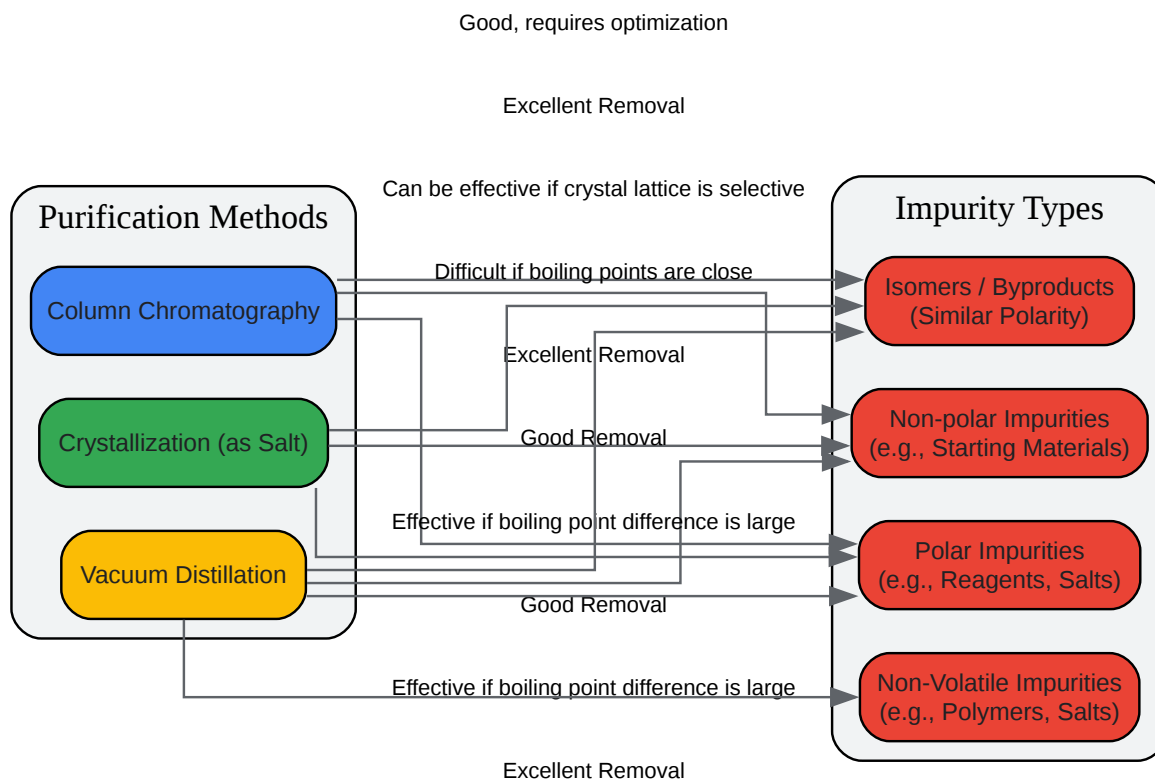 Good, requires optimization
Excellent Removal
Can be effective if crystal lattice is selective
Purification Methods
Impurity Types
Difficult if boiling points are close
Column Chromatography
Isomers / Byproducts
(Similar Polarity)
Excellent Removal
Crystallization (as Salt)
Good Removal
Non-polar Impurities
(e.g., Starting Materials)
Effective if boiling point difference is large
Vacuum Distillation
Polar Impurities
(e.g., Reagents, Salts)
Good Removal
Effective if boiling point difference is large
Non-Volatile Impurities
(e.g., Polymers, Salts)
Excellent Removal